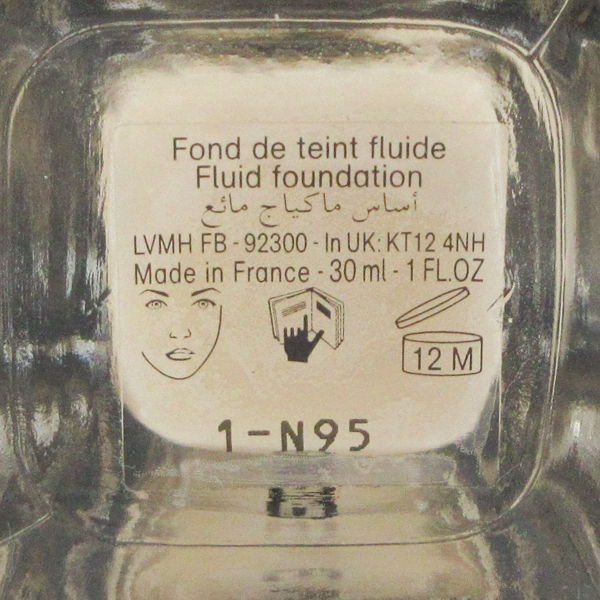 Fond de teint fluide
Fluid foundation
أساس ماكياج مائع
LVMH FB - 92300 - In UK: KT12 4NH
Made in France - 30 ml - 1 FL.OZ
12 M
1-N95